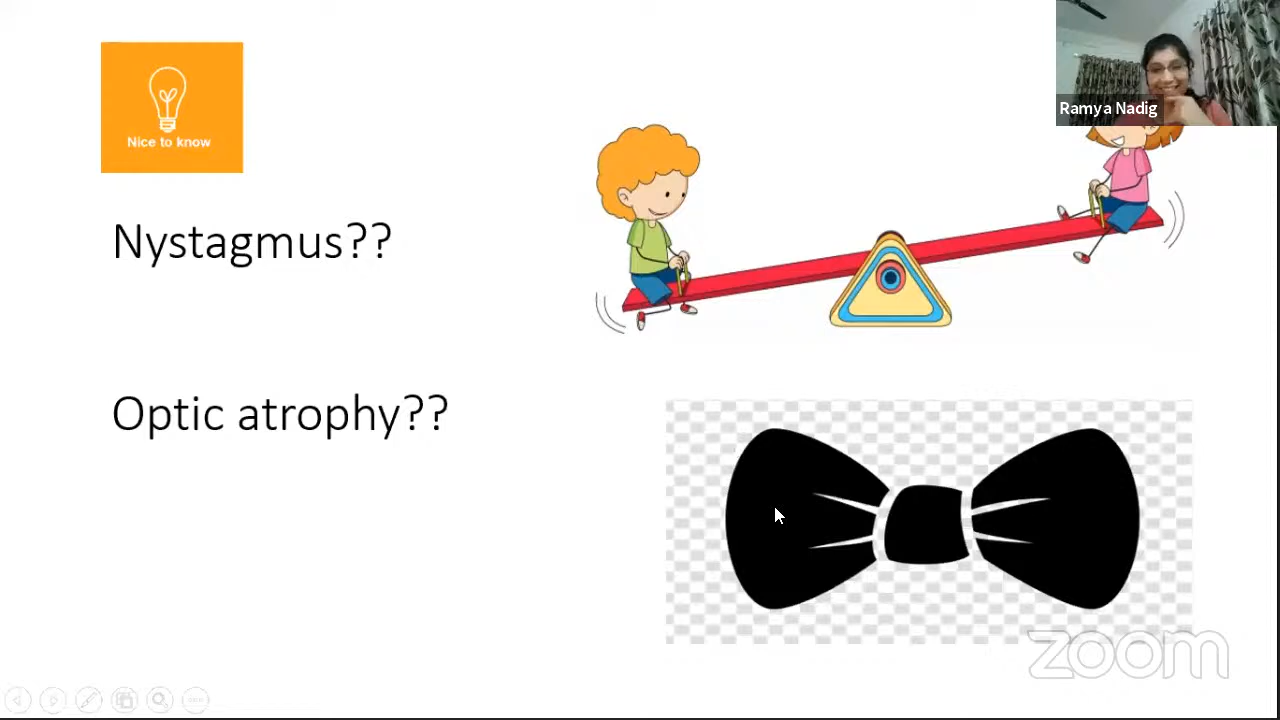 Nice to know
Ramya Nadig
Nystagmus??
Optic atrophy??
zoom